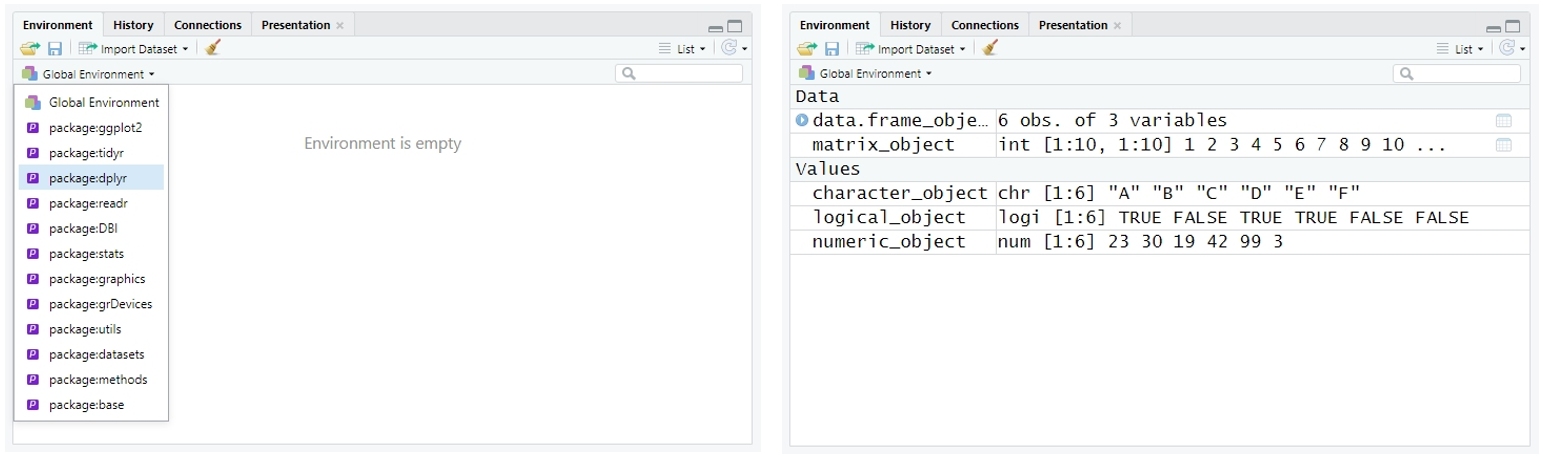 Environment History Connections Presentation
Import Dataset List
Global Environment
Global Environment
package:ggplot2
package:tidyr
package:dplyr
package:readr
package:DBI
package:stats
package:graphics
package:grDevices
package:utils
package:datasets
package:methods
package:base
Environment is empty
Environment History Connections Presentation
Import Dataset List
Global Environment
Data
data.frame_obje… 6 obs. of 3 variables
matrix_object int [1:10, 1:10] 1 2 3 4 5 6 7 8 9 10 ...
Values
character_object chr [1:6] "A" "B" "C" "D" "E" "F"
logical_object logi [1:6] TRUE FALSE TRUE TRUE FALSE FALSE
numeric_object num [1:6] 23 30 19 42 99 3